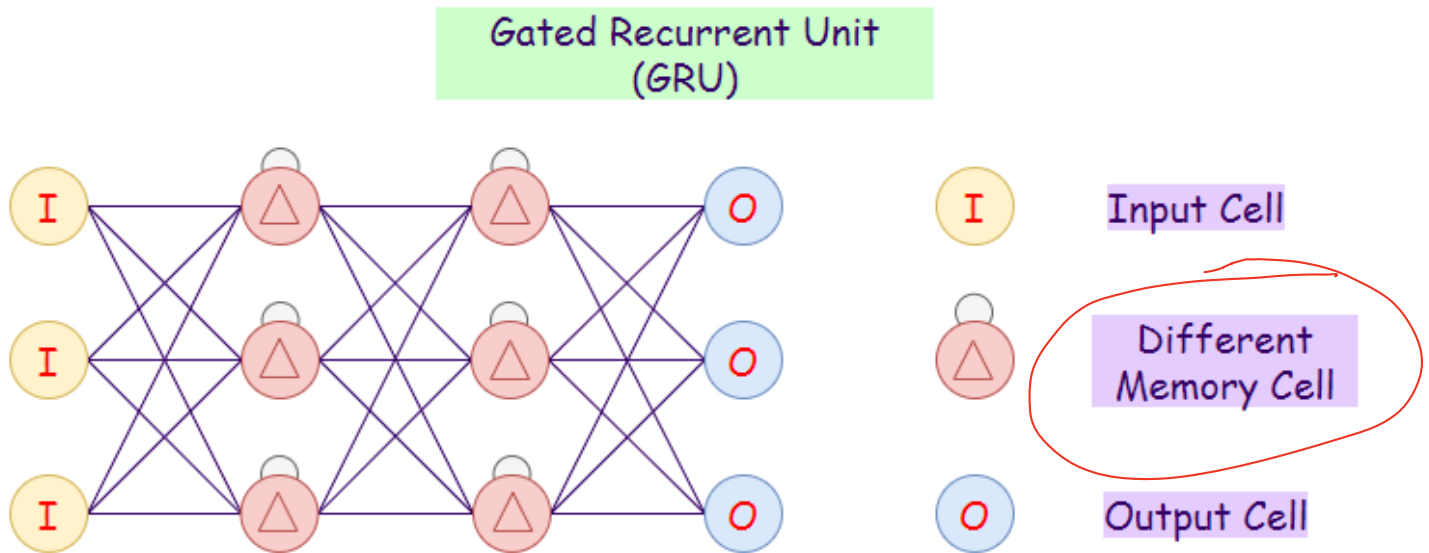 Gated Recurrent Unit
(GRU)
I
O
I
Input Cell
I
O
Different
Memory Cell
I
O
O
Output Cell